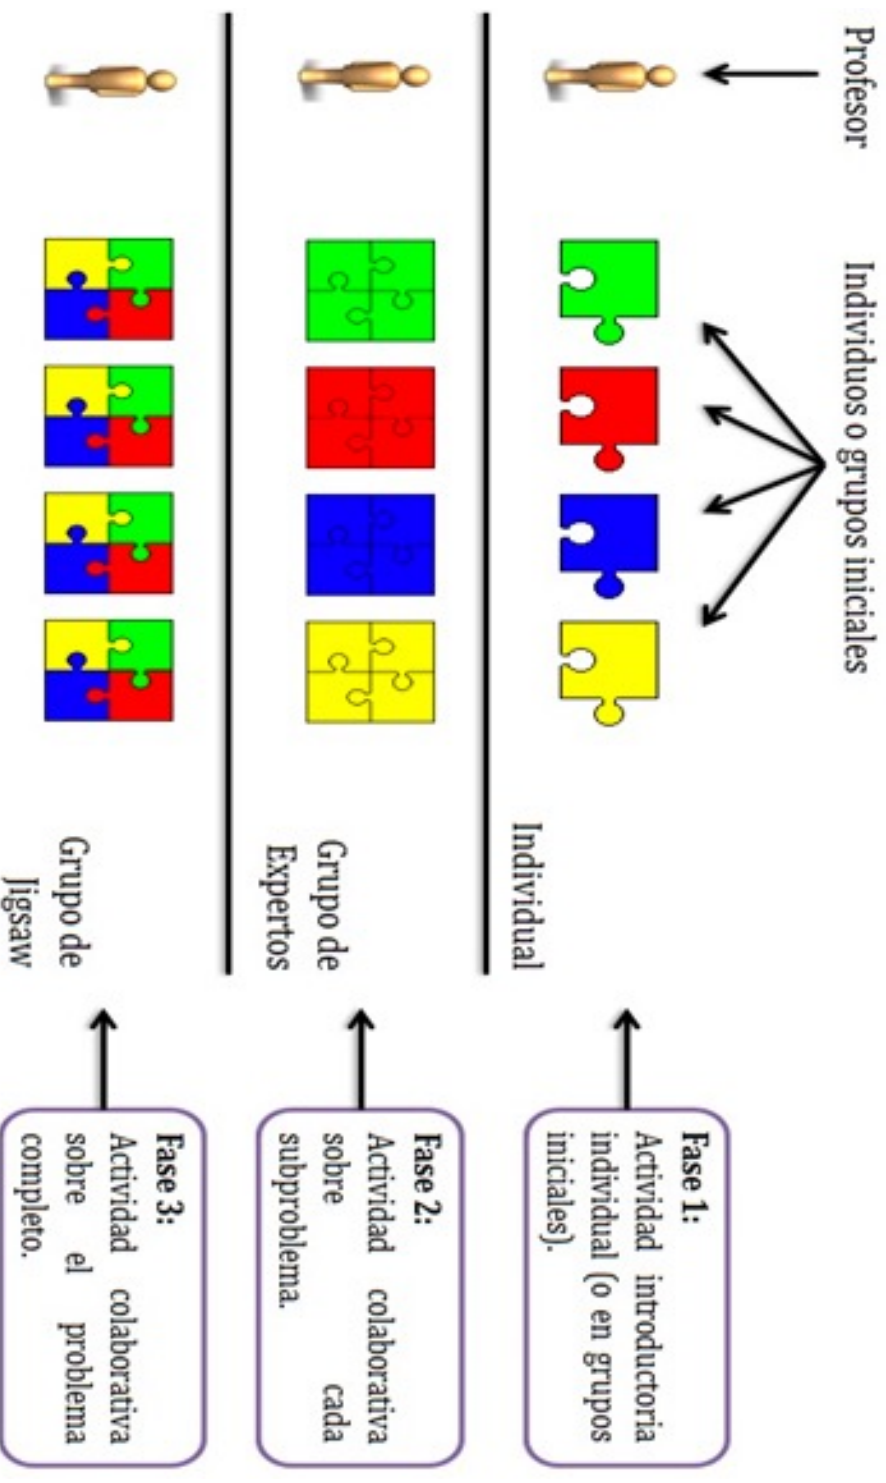 Profesor
Individuos o grupos iniciales
Individual
Fase 1:
Actividad introductoria
individual (o en grupos
iniciales).
Grupo de
Expertos
Fase 2:
Actividad colaborativa
sobre cada
subproblema.
Grupo de
Jigsaw
Fase 3:
Actividad colaborativa
sobre el problema
completo.